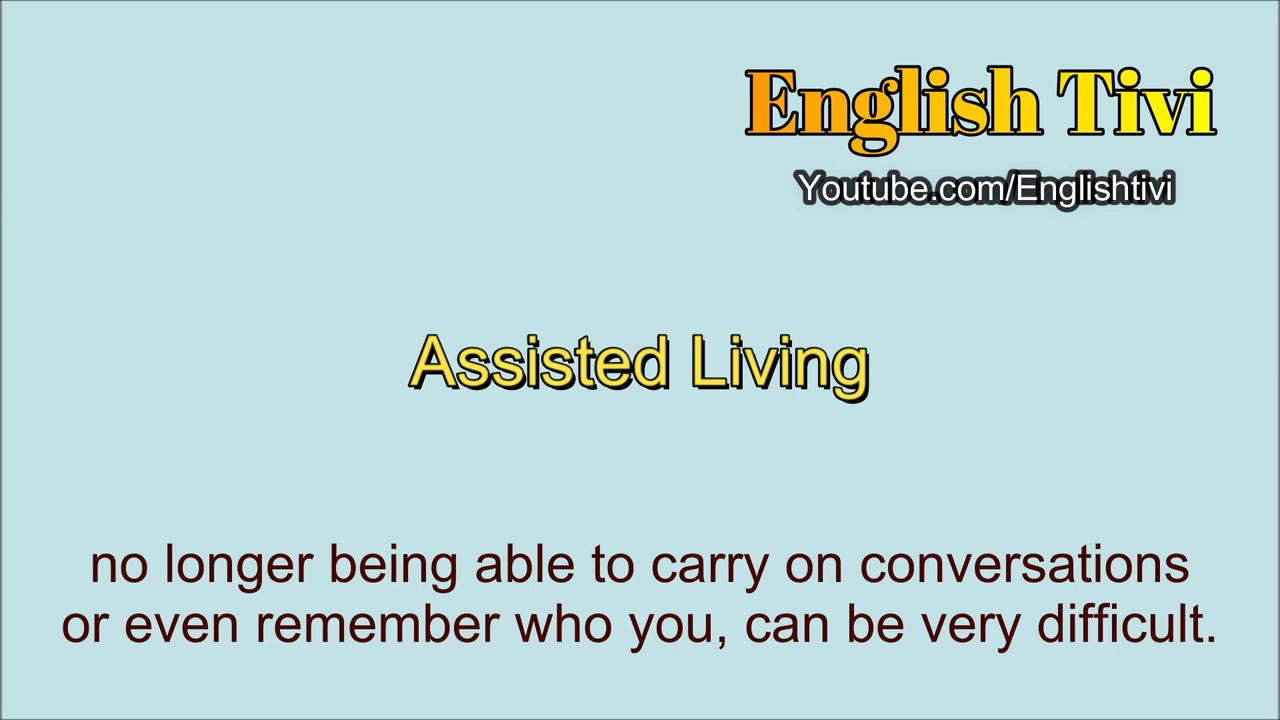 English Tivi
Youtube.com/Englishtivi
Assisted Living
no longer being able to carry on conversations
or even remember who you, can be very difficult.